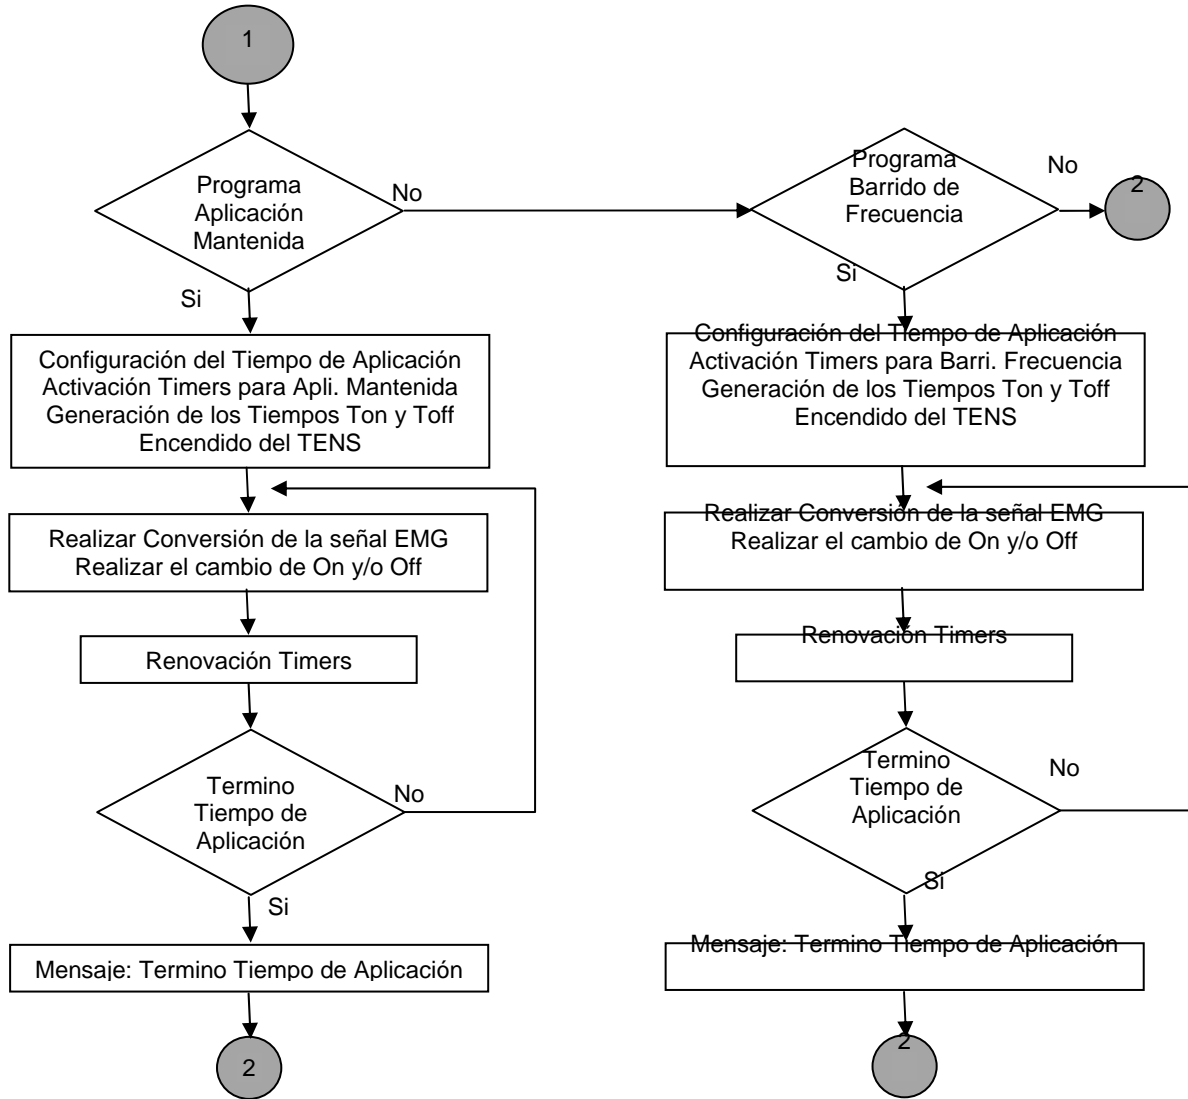 1
Programa
Aplicación
Mantenida
No
Si
Configuración del Tiempo de Aplicación
Activación Timers para Apli. Mantenida
Generación de los Tiempos Ton y Toff
Encendido del TENS
Realizar Conversión de la señal EMG
Realizar el cambio de On y/o Off
Renovación Timers
Termino
Tiempo de
Aplicación
No
Si
Mensaje: Termino Tiempo de Aplicación
2
Programa
Barrido de
Frecuencia
No
2
Si
Configuración del Tiempo de Aplicación
Activación Timers para Barri. Frecuencia
Generación de los Tiempos Ton y Toff
Encendido del TENS
Realizar Conversión de la señal EMG
Realizar el cambio de On y/o Off
Renovación Timers
Termino
Tiempo de
Aplicación
No
Si
Mensaje: Termino Tiempo de Aplicación
2